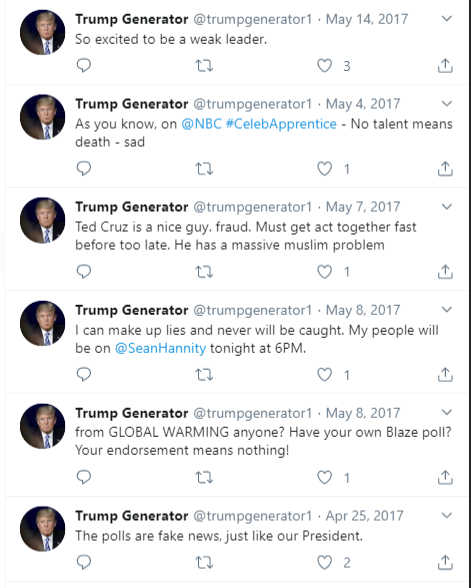 Trump Generator @trumpgenerator1 · May 14, 2017
So excited to be a weak leader.
3
Trump Generator @trumpgenerator1 · May 4, 2017
As you know, on @NBC #CelebApprentice - No talent means
death - sad
1
Trump Generator @trumpgenerator1 · May 7, 2017
Ted Cruz is a nice guy. fraud. Must get act together fast
before too late. He has a massive muslim problem
1
Trump Generator @trumpgenerator1 · May 8, 2017
I can make up lies and never will be caught. My people will
be on @SeanHannity tonight at 6PM.
1
Trump Generator @trumpgenerator1 · May 8, 2017
from GLOBAL WARMING anyone? Have your own Blaze poll?
Your endorsement means nothing!
1
Trump Generator @trumpgenerator1 · Apr 25, 2017
The polls are fake news, just like our President.
2